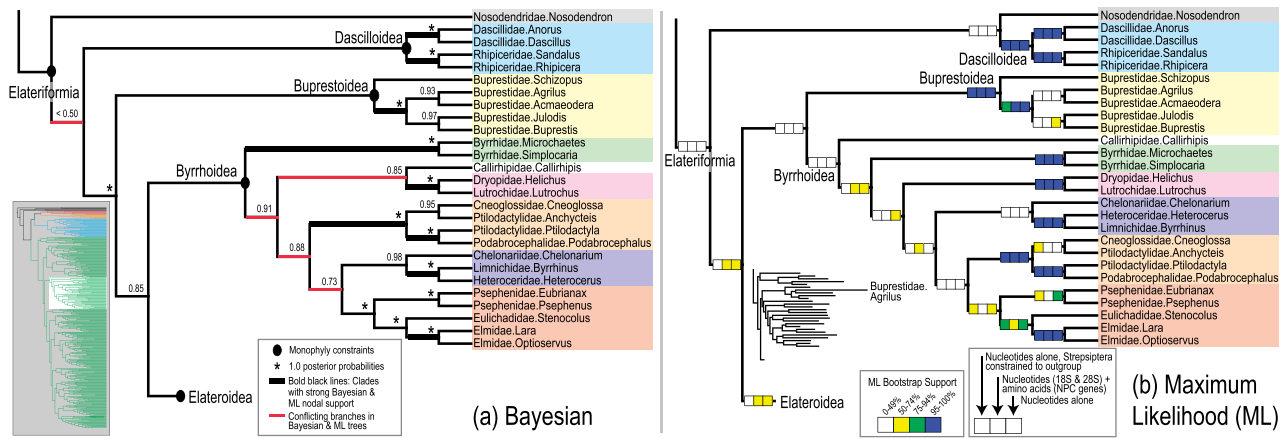 Nosodendridae.Nosodendron
Dascillidae.Anorus
Dascilloidea
Dascillidae.Dascillus
Rhipiceridae.Sandalus
Rhipiceridae.Rhipicera
Elateriformia
< 0.50
Buprestoidea
Buprestidae.Schizopus
0.93
Buprestidae.Agrilus
Buprestidae.Acmaeodera
0.97
Buprestidae.Julodis
Buprestidae.Buprestis
Byrrhidae.Microchaetes
Byrrhidae.Simplocaria
Byrrhoidea
0.85
Callirhipidae.Callirhipis
Dryopidae.Helichus
Lutrochidae.Lutrochus
0.91
0.95
Cneoglossidae.Cneoglossa
Ptilodactylidae.Anchycteis
Ptilodactylidae.Ptilodactyla
0.88
Podabrocephalidae.Podabrocephalus
0.98
Chelonariidae.Chelonarium
Limnichidae.Byrrhinus
0.73
Heteroceridae.Heterocerus
0.85
Psephenidae.Eubrianax
Psephenidae.Psephenus
Eulichadidae.Stenocolus
Elmidae.Lara
Elmidae.Optioservus
Elateroidea
Monophyly constraints
* 1.0 posterior probabilities
Bold black lines: Clades
with strong Bayesian &
ML nodal support
Conflicting branches in
Bayesian & ML trees
(a) Bayesian
Nosodendridae.Nosodendron
Dascillidae.Anorus
Dascillidae.Dascillus
Rhipiceridae.Sandalus
Dascilloidea
Rhipiceridae.Rhipicera
Buprestoidea
Buprestidae.Schizopus
Buprestidae.Agrilus
Buprestidae.Acmaeodera
Buprestidae.Julodis
Buprestidae.Buprestis
Elateriformia
Callirhipidae.Callirhipis
Byrrhoidea
Byrrhidae.Microchaetes
Byrrhidae.Simplocaria
Dryopidae.Helichus
Lutrochidae.Lutrochus
Chelonariidae.Chelonarium
Heteroceridae.Heterocerus
Limnichidae.Byrrhinus
Cneoglossidae.Cneoglossa
Ptilodactylidae.Anchycteis
Ptilodactylidae.Ptilodactyla
Podabrocephalidae.Podabrocephalus
Psephenidae.Eubrianax
Psephenidae.Psephenus
Eulichadidae.Stenocolus
Elmidae.Lara
Elmidae.Optioservus
Buprestidae.
Agrilus
Elateroidea
ML Bootstrap Support
0-49%
50-74%
75-94%
95-100%
Nucleotides alone, Strepsiptera
constrained to outgroup
Nucleotides (18S & 28S) +
amino acids (NPC genes)
Nucleotides alone
(b) Maximum
Likelihood (ML)